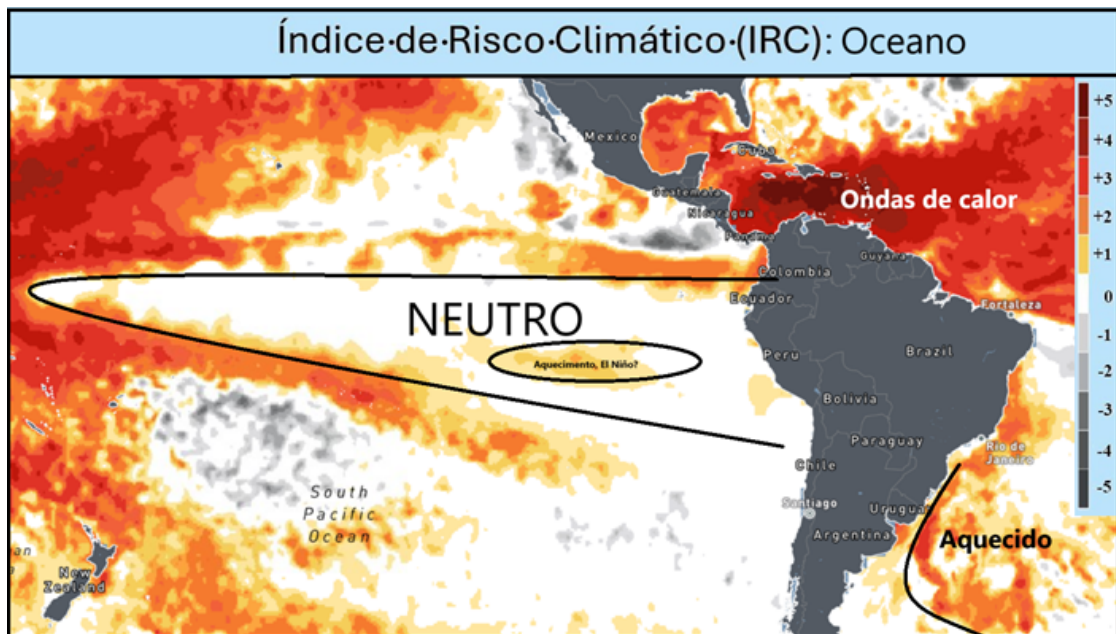 Índice·de·Risco·Climático·(IRC): Oceano
+5
+4
+3
+2
+1
0
-1
-2
-3
-4
-5
Mexico
Cuba
Guatemala
Nicaragua
Panama
Ondas de calor
Guyana
Colombia
Ecuador
Fortaleza
NEUTRO
Aquecimento, El Niño?
Peru
Brazil
Bolivia
Paraguay
Rio de
Janeiro
Chile
South
Pacific
Ocean
Santiago
Uruguay
Argentina
Aquecido
New
Zealand